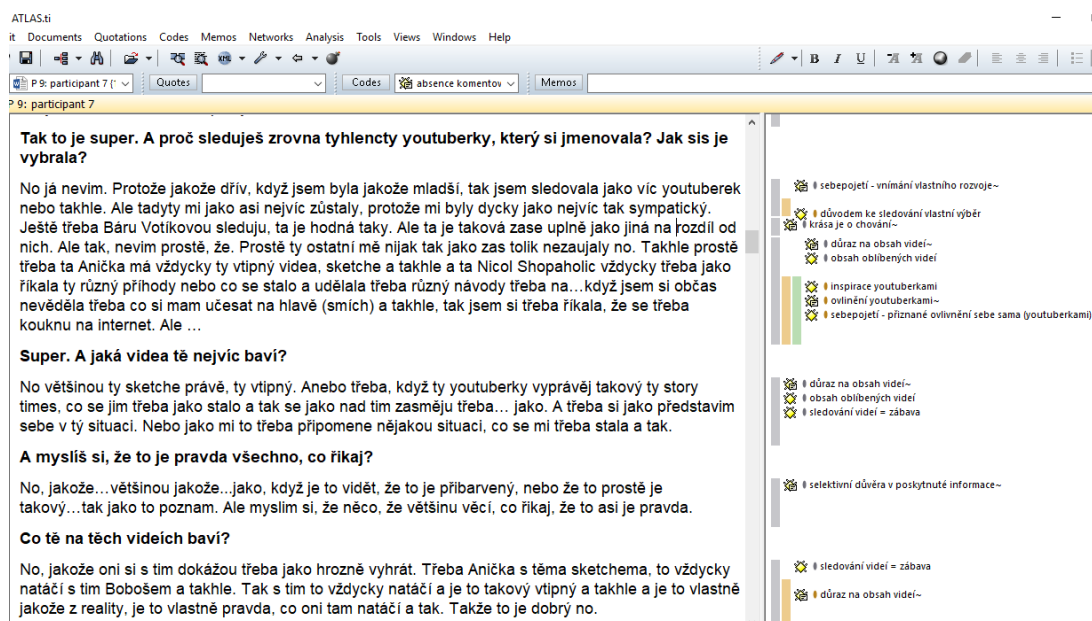 ATLAS.ti
it Documents Quotations Codes Memos Networks Analysis Tools Views Windows Help
B I U A A
P 9: participant 7 (' Quotes Codes absence komentov Memos
P 9: participant 7
Tak to je super. A proč sleduješ zrovna tyhlencty youtuberky, který si jmenovala? Jak sis je
vybrala?
No já nevim. Protože jakože dřív, když jsem byla jakože mladší, tak jsem sledovala jako víc youtuberek
nebo takhle. Ale tadyty mi jako asi nejvíc zůstaly, protože mi byly dycky jako nejvíc tak sympatický.
Ještě třeba Báru Votíkovou sleduju, ta je hodná taky. Ale ta je taková zase uplně jako jiná na rozdíl od
nich. Ale tak, nevim prostě, že. Prostě ty ostatní mě nijak tak jako zas tolik nezaujaly no. Takhle prostě
třeba ta Anička má vždycky ty vtipný videa, sketche a takhle a ta Nicol Shopaholic vždycky třeba jako
říkala ty různý příhody nebo co se stalo a udělala třeba různý návody třeba na…když jsem si občas
nevěděla třeba co si mam učesat na hlavě (smích) a takhle, tak jsem si třeba říkala, že se třeba
kouknu na internet. Ale …
Super. A jaká videa tě nejvíc baví?
No většinou ty sketche právě, ty vtipný. Anebo třeba, když ty youtuberky vyprávěj takový ty story
times, co se jim třeba jako stalo a tak se jako nad tim zasměju třeba… jako. A třeba si jako představim
sebe v tý situaci. Nebo jako mi to třeba připomene nějakou situaci, co se mi třeba stala a tak.
A myslíš si, že to je pravda všechno, co řikaj?
No, jakože…většinou jakože...jako, když je to vidět, že to je přibarvený, nebo že to prostě je
takový…tak jako to poznam. Ale myslim si, že něco, že většinu věcí, co řikaj, že to asi je pravda.
Co tě na těch videích baví?
No, jakože oni si s tim dokážou třeba jako hrozně vyhrát. Třeba Anička s těma sketchema, to vždycky
natáčí s tim Bobošem a takhle. Tak s tim to vždycky natáčí a je to takový vtipný a takhle a je to vlastně
jakože z reality, je to vlastně pravda, co oni tam natáčí a tak. Takže to je dobrý no.
sebepojetí - vnímání vlastního rozvoje~
důvodem ke sledování vlastní výběr
krása je o chování~
důraz na obsah videí~
obsah oblíbených videí
inspirace youtuberkami
ovlinění youtuberkami~
sebepojetí - přiznané ovlivnění sebe sama (youtuberkami)
důraz na obsah videí~
obsah oblíbených videí
sledování videí = zábava
selektivní důvěra v poskytnuté informace~
sledování videí = zábava
důraz na obsah videí~